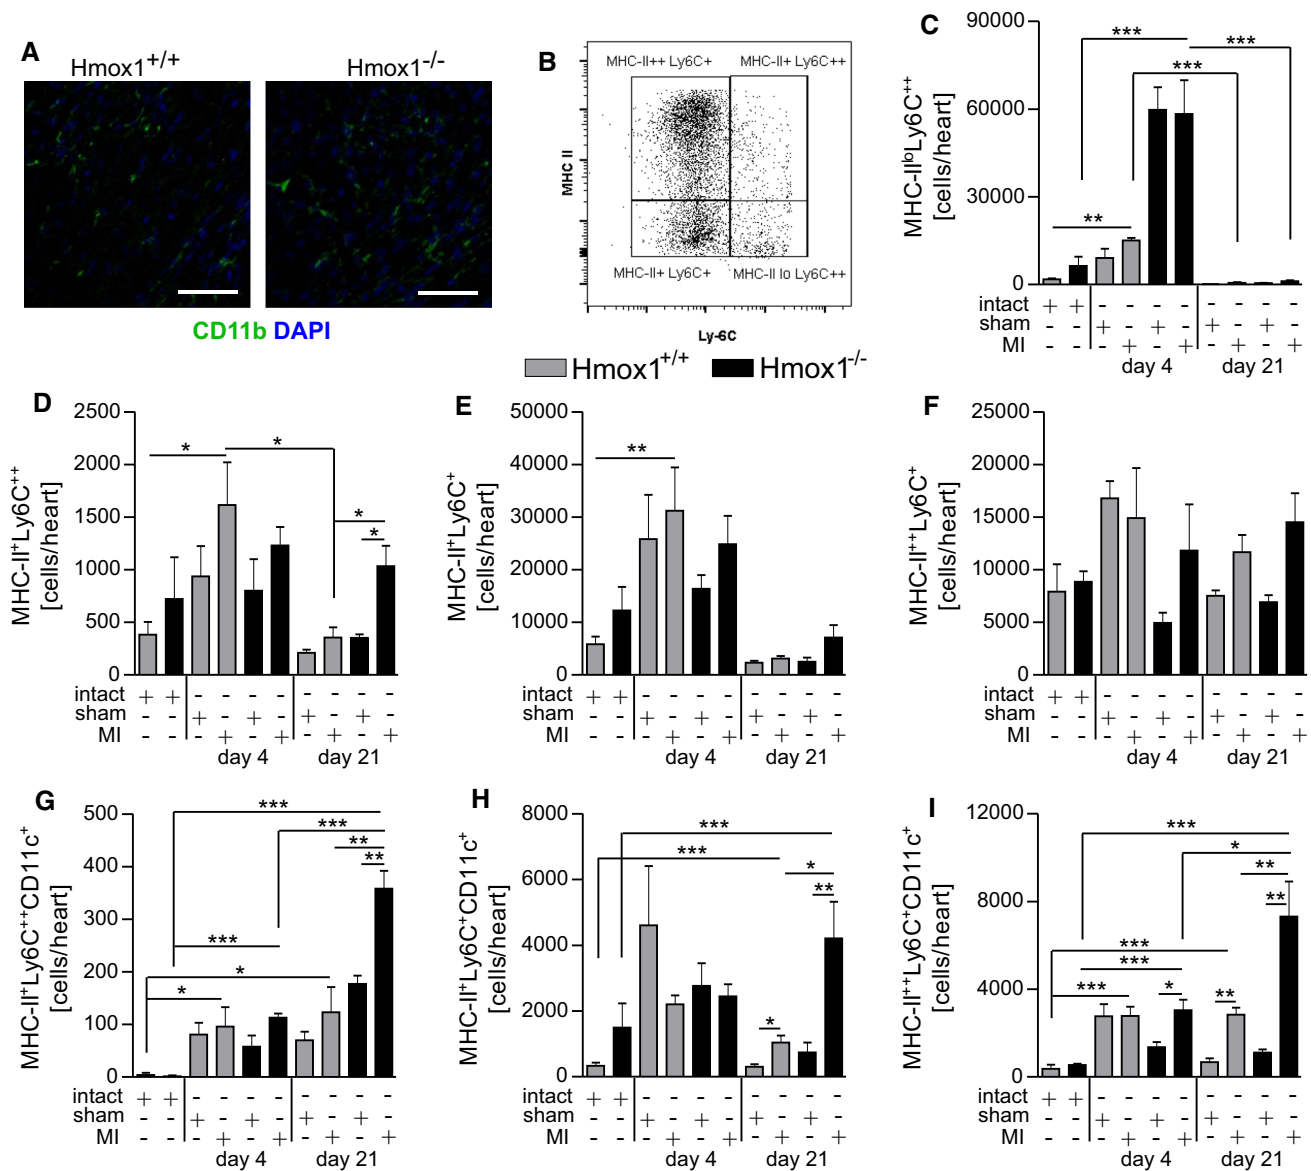 A
Hmox1+/+ Hmox1-/-
CD11b DAPI
B
MHC-II++ Ly6C+ MHC-II+ Ly6C++
MHC II
MHC-II+ Ly6C+ MHC-II lo Ly6C++
Ly-6C
Hmox1+/+ Hmox1-/-
C
MHC-IIloLy6C++
[cells/heart]
90000
60000
30000
0
*** *** *** **
intact + + - - - - - - - -
sham - - + - + - + - + -
MI - - - + - + - + - +
day 4 day 21
D
MHC-II+Ly6C++
[cells/heart]
2500
2000
1500
1000
500
0
* * * *
intact + + - - - - - - - -
sham - - + - + - + - + -
MI - - - + - + - + - +
day 4 day 21
E
MHC-II+Ly6C+
[cells/heart]
50000
40000
30000
20000
10000
0
**
intact + + - - - - - - - -
sham - - + - + - + - + -
MI - - - + - + - + - +
day 4 day 21
F
MHC-II++Ly6C+
[cells/heart]
25000
20000
15000
10000
5000
0
intact + + - - - - - - - -
sham - - + - + - + - + -
MI - - - + - + - + - +
day 4 day 21
G
MHC-II+Ly6C++CD11c+
[cells/heart]
500
400
300
200
100
0
*** *** ** ** *** * *
intact + + - - - - - - - -
sham - - + - + - + - + -
MI - - - + - + - + - +
day 4 day 21
H
MHC-II+Ly6C+CD11c+
[cells/heart]
8000
6000
4000
2000
0
*** *** * ** *
intact + + - - - - - - - -
sham - - + - + - + - + -
MI - - - + - + - + - +
day 4 day 21
I
MHC-II++Ly6C+CD11c+
[cells/heart]
12000
8000
4000
0
*** * ** ** *** *** *** * **
intact + + - - - - - - - -
sham - - + - + - + - + -
MI - - - + - + - + - +
day 4 day 21